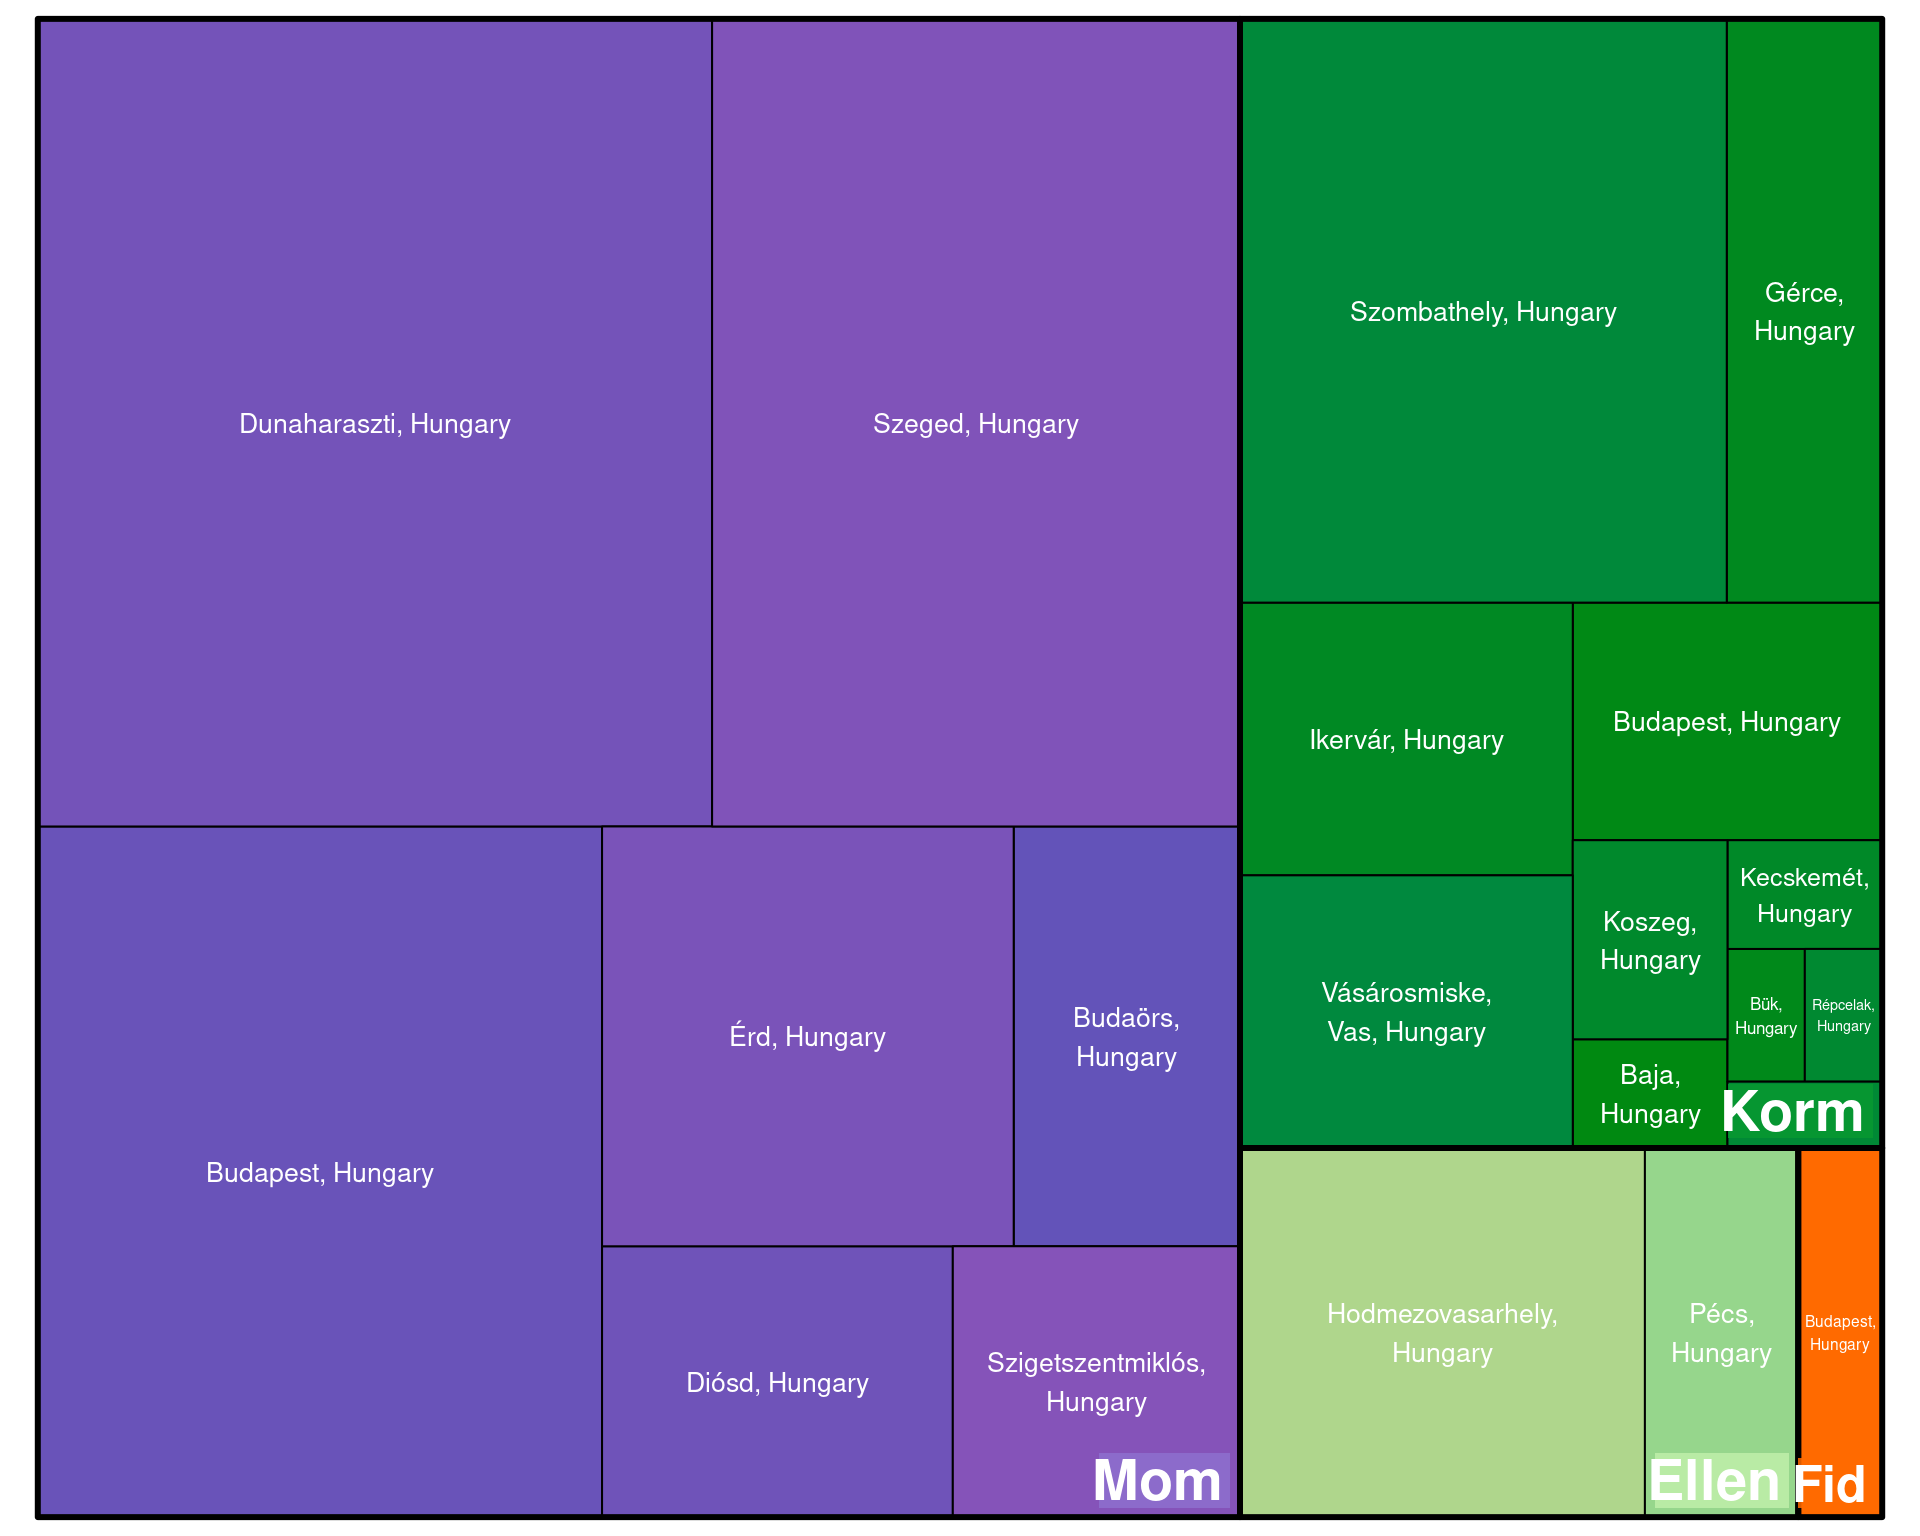 Dunaharaszti, Hungary
Szeged, Hungary
Budapest, Hungary
Érd, Hungary
Budaörs,
Hungary
Diósd, Hungary
Szigetszentmiklós,
Hungary
Mom
Szombathely, Hungary
Gérce,
Hungary
Ikervár, Hungary
Budapest, Hungary
Vásárosmiske,
Vas, Hungary
Koszeg,
Hungary
Kecskemét,
Hungary
Bük,
Hungary
Répcelak,
Hungary
Baja,
Hungary
Korm
Hodmezovasarhely,
Hungary
Pécs,
Hungary
Ellen
Budapest,
Hungary
Fid